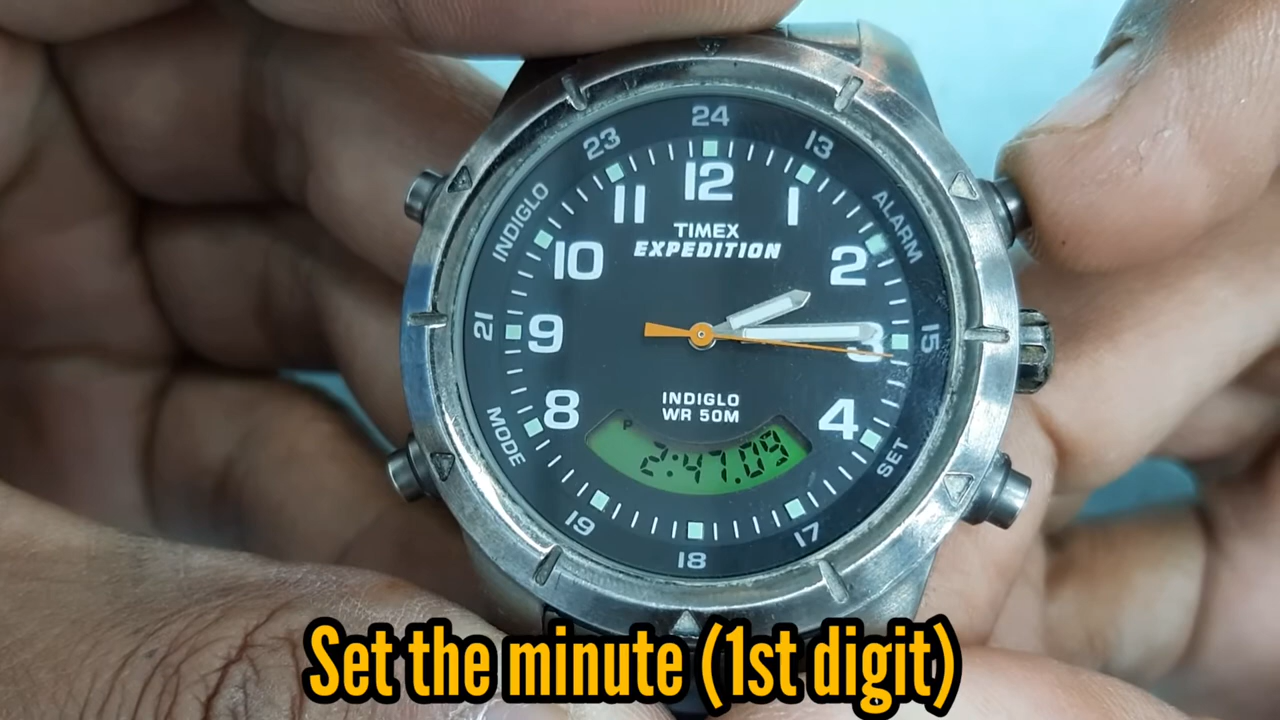 24
23
13
12
11
1
INDIGLO
ALARM
TIMEX
EXPEDITION
10
2
21
9
3
15
INDIGLO
WR 50M
8
4
MODE
P
2:47.09
SET
19
17
18
Set the minute (1st digit)